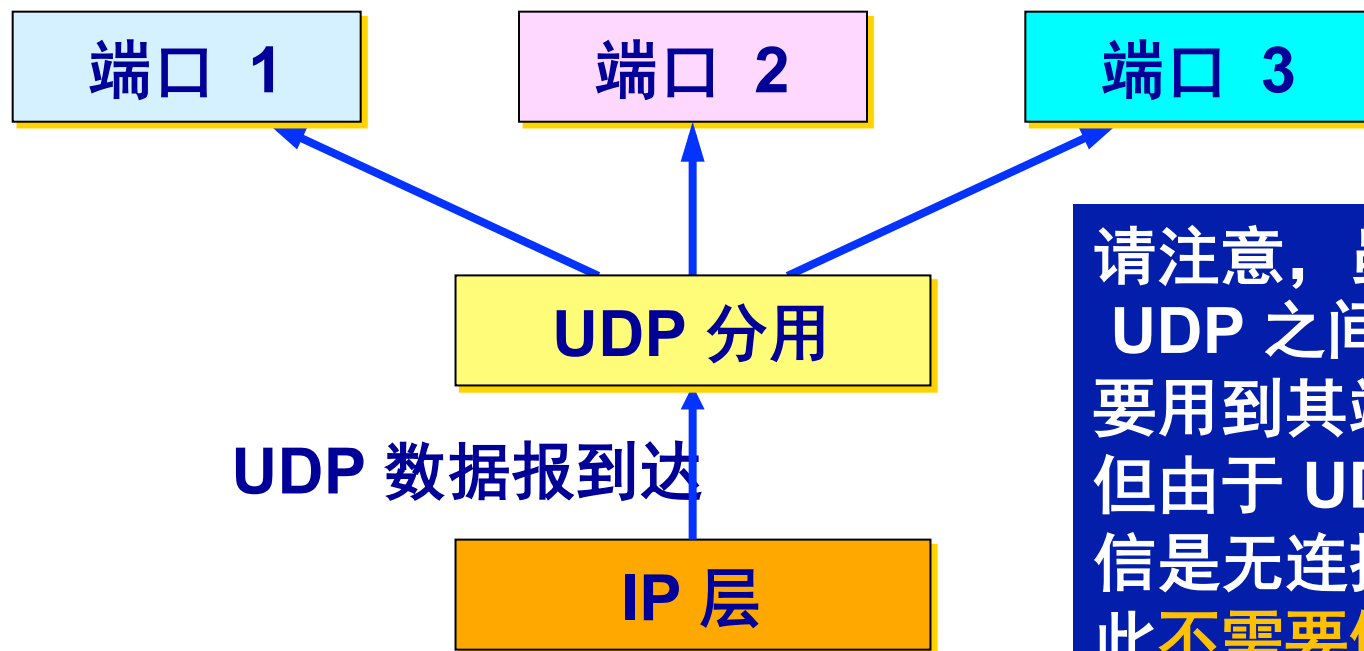 端口 1
端口 2
端口 3
UDP 分用
UDP 数据报到达
IP 层
请注意，
UDP 之间
要用到其
但由于 UD
信是无连
此不需要